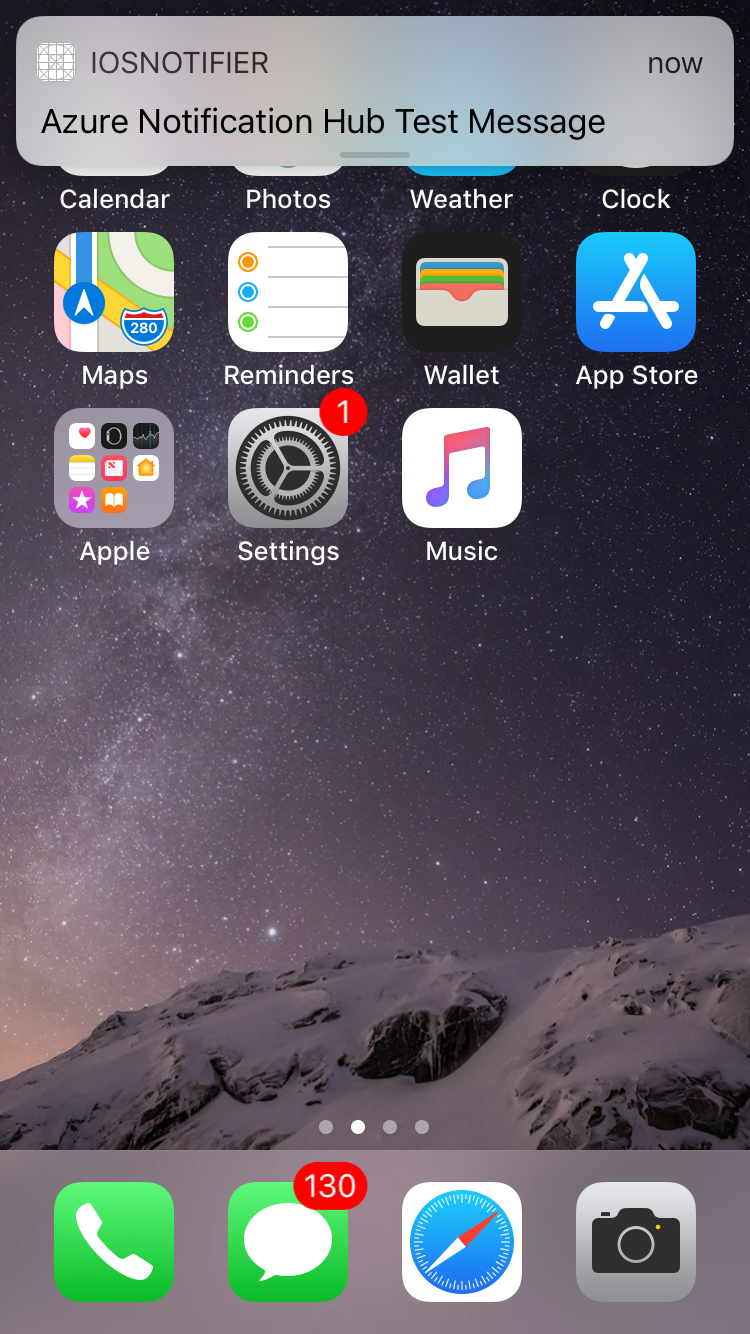 IOSNOTIFIER now
Azure Notification Hub Test Message
Calendar Photos Weather Clock
280
Maps Reminders Wallet App Store
1
Apple Settings Music
130